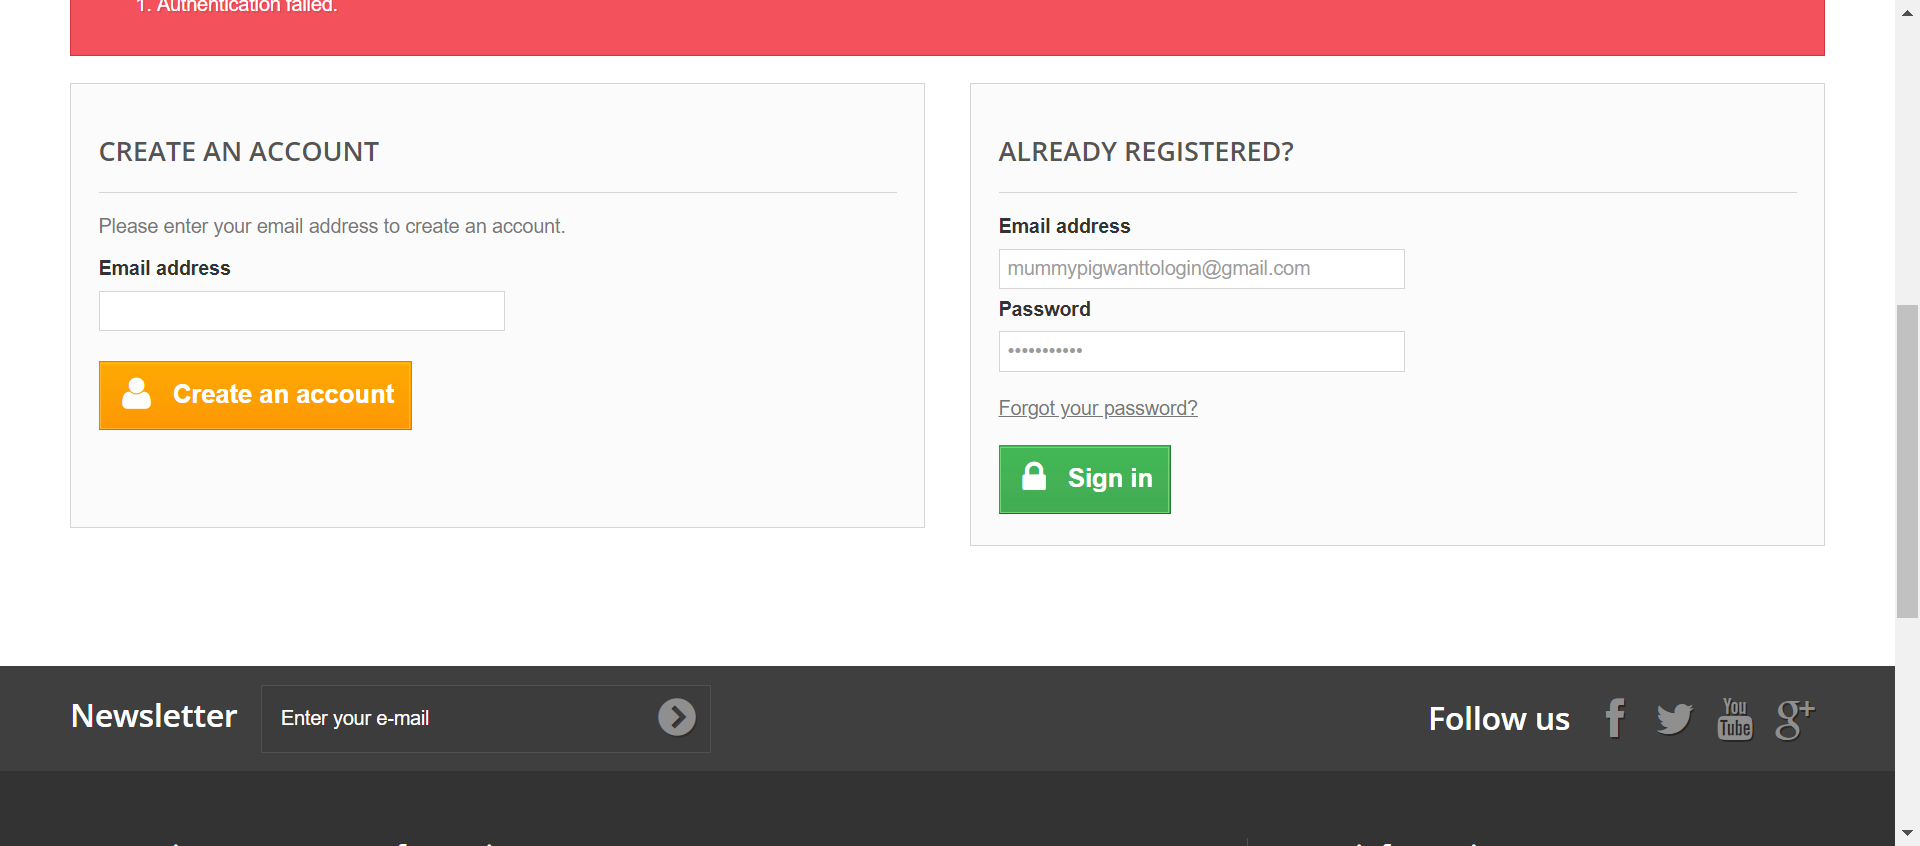 1. Authentication failed.
CREATE AN ACCOUNT
Please enter your email address to create an account.
Email address
Create an account
ALREADY REGISTERED?
Email address
mummypigwanttologin@gmail.com
Password
•••••••••••
Forgot your password?
Sign in
Newsletter
Enter your e-mail
Follow us
You
Tube
g+